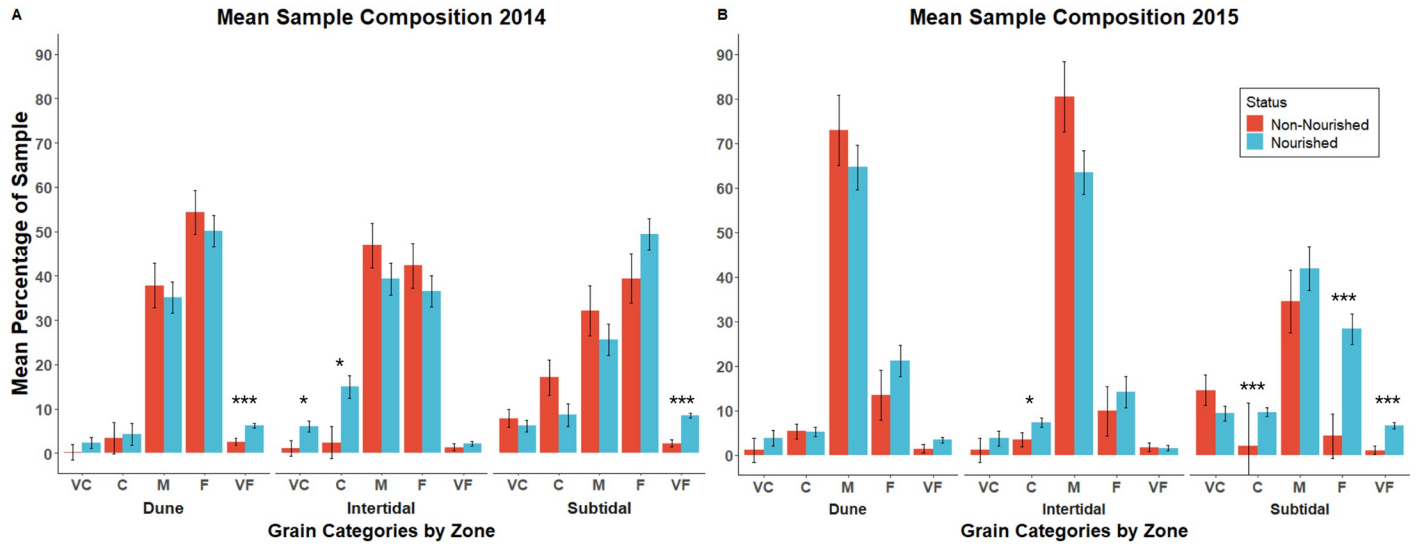 A
Mean Sample Composition 2014
Mean Percentage of Sample
90
80
70
60
50
40
30
20
10
0
***
*
*
***
VC C M F VF VC C M F VF VC C M F VF
Dune Intertidal Subtidal
Grain Categories by Zone
B
Mean Sample Composition 2015
90
80
70
60
50
40
30
20
10
0
Status
Non-Nourished
Nourished
*
***
***
***
VC C M F VF VC C M F VF VC C M F VF
Dune Intertidal Subtidal
Grain Categories by Zone